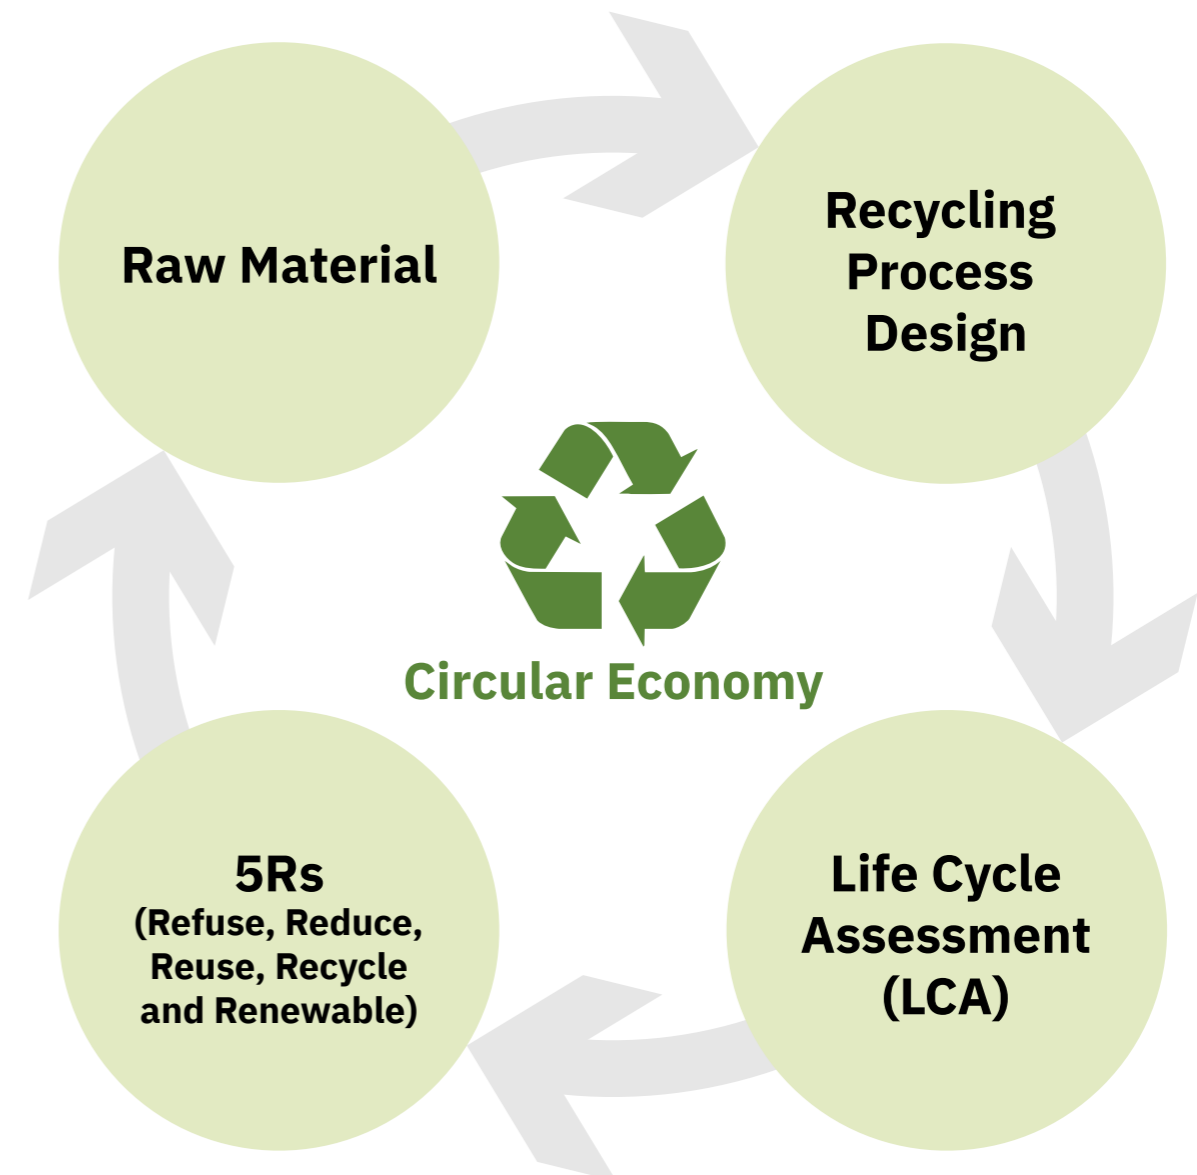 Raw Material
Recycling
Process
Design
Circular Economy
5Rs
(Refuse, Reduce,
Reuse, Recycle
and Renewable)
Life Cycle
Assessment
(LCA)